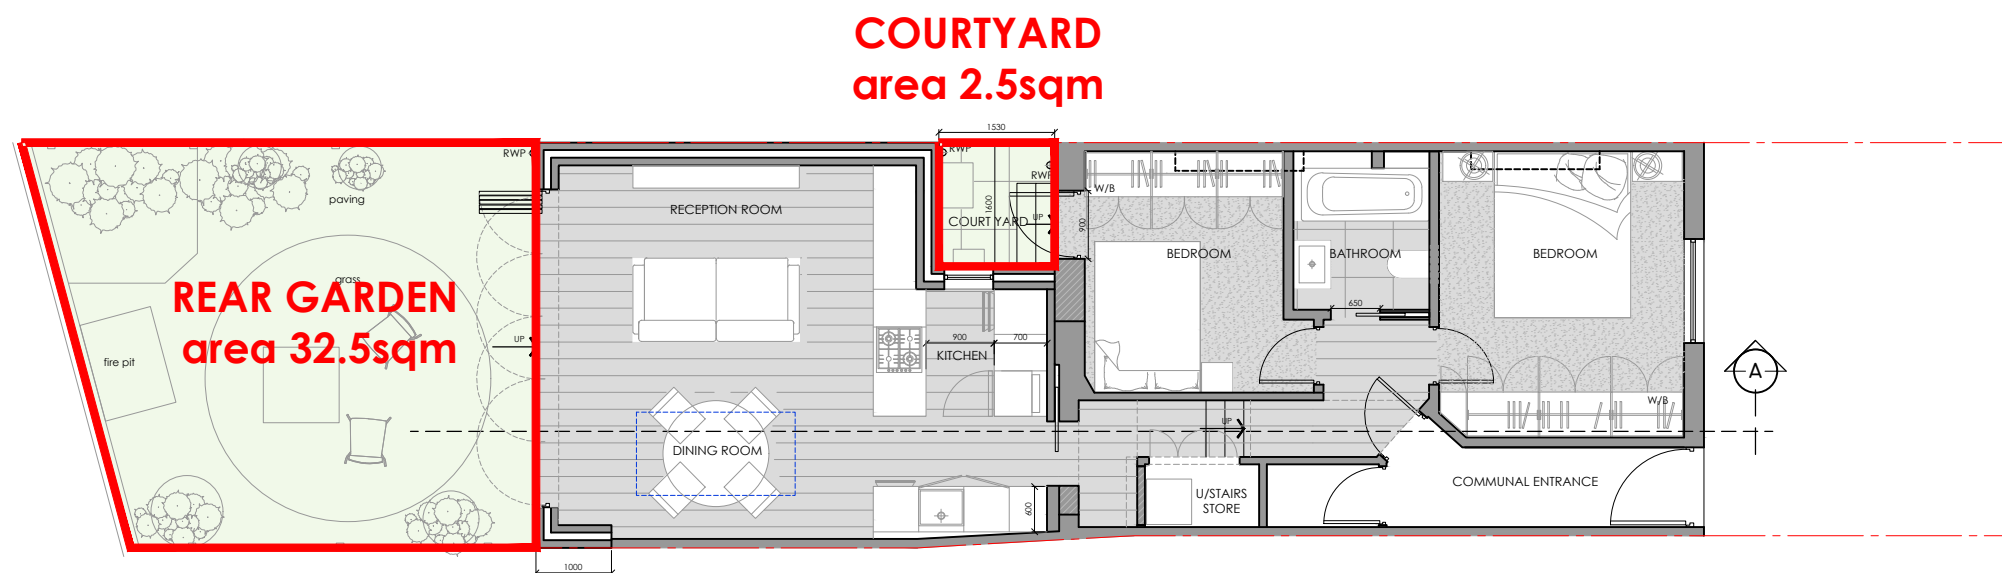 COURTYARD
area 2.5sqm
1530
RWP
RWP
RWP
paving
W/B
RECEPTION ROOM
1600
COURT YARD
UP
900
BEDROOM
BATHROOM
BEDROOM
grass
REAR GARDEN
area 32.5sqm
650
UP
900
700
KITCHEN
fire pit
A
W/B
UP
DINING ROOM
COMMUNAL ENTRANCE
U/STAIRS
STORE
600
1000